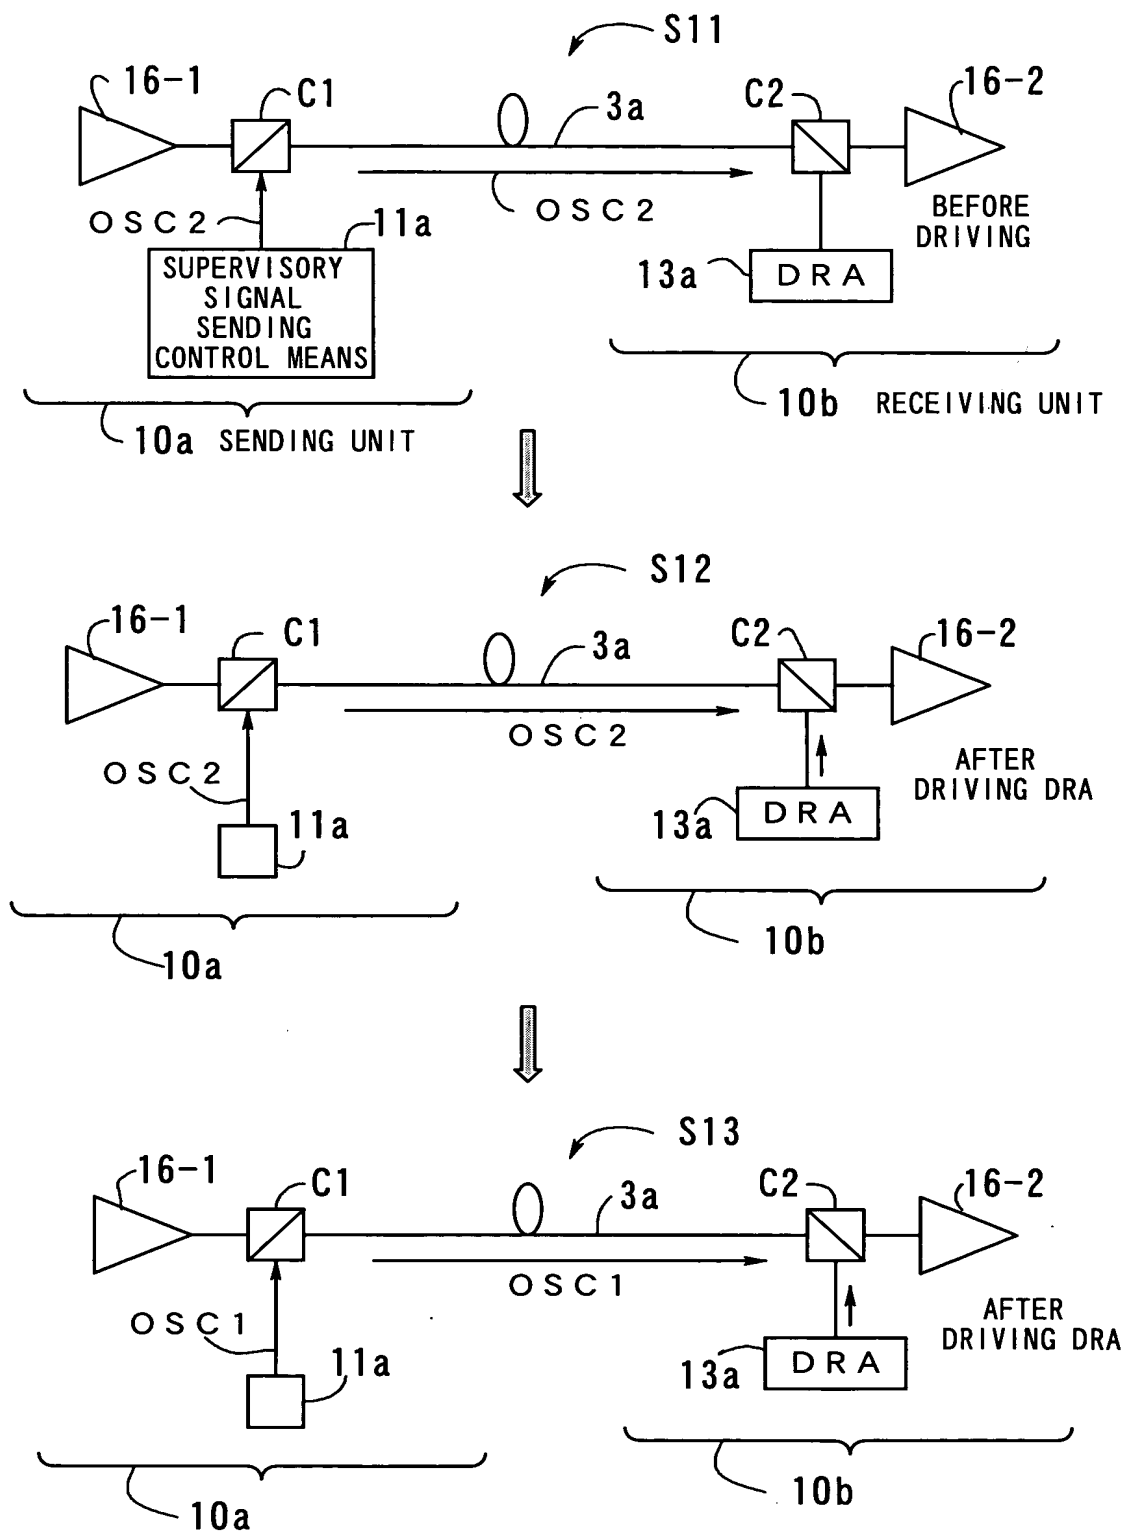 S11
16-1
C1
3a
C2
16-2
OSC2
11a
OSC2
BEFORE
DRIVING
SUPERVISORY
SIGNAL
SENDING
CONTROL MEANS
13a
DRA
10a SENDING UNIT
10b RECEIVING UNIT
S12
16-1
C1
3a
C2
16-2
OSC2
OSC2
AFTER
DRIVING DRA
11a
13a
DRA
10a
10b
S13
16-1
C1
3a
C2
16-2
OSC1
OSC1
AFTER
DRIVING DRA
11a
13a
DRA
10a
10b